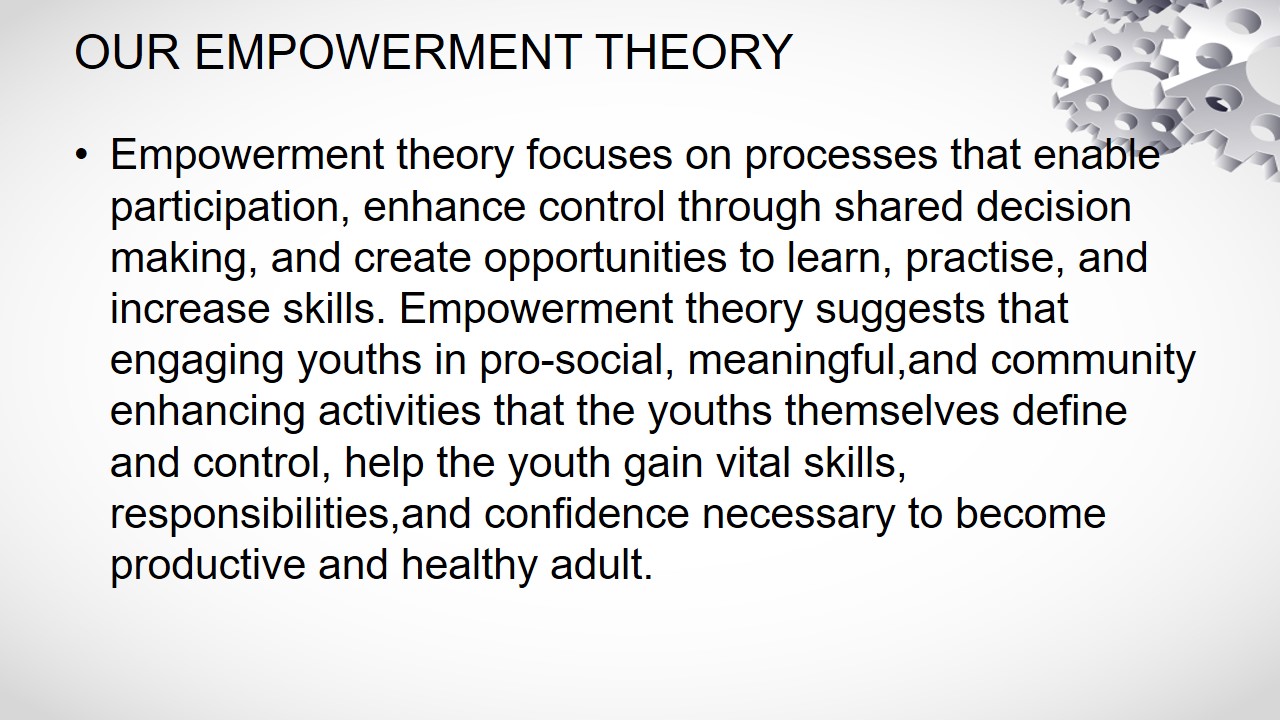 OUR EMPOWERMENT THEORY
• Empowerment theory focuses on processes that enable
participation, enhance control through shared decision
making, and create opportunities to learn, practise, and
increase skills. Empowerment theory suggests that
engaging youths in pro-social, meaningful,and community
enhancing activities that the youths themselves define
and control, help the youth gain vital skills,
responsibilities,and confidence necessary to become
productive and healthy adult.